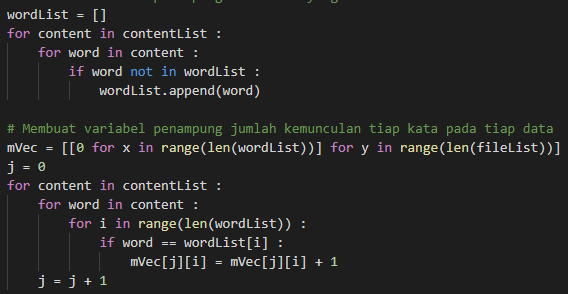 wordList = []
for content in contentList :
    for word in content :
        if word not in wordList :
            wordList.append(word)
# Membuat variabel penampung jumlah kemunculan tiap kata pada tiap data
mVec = [[0 for x in range(len(wordList))] for y in range(len(fileList))]
j = 0
for content in contentList :
    for word in content :
        for i in range(len(wordList)) :
            if word == wordList[i] :
                mVec[j][i] = mVec[j][i] + 1
    j = j + 1